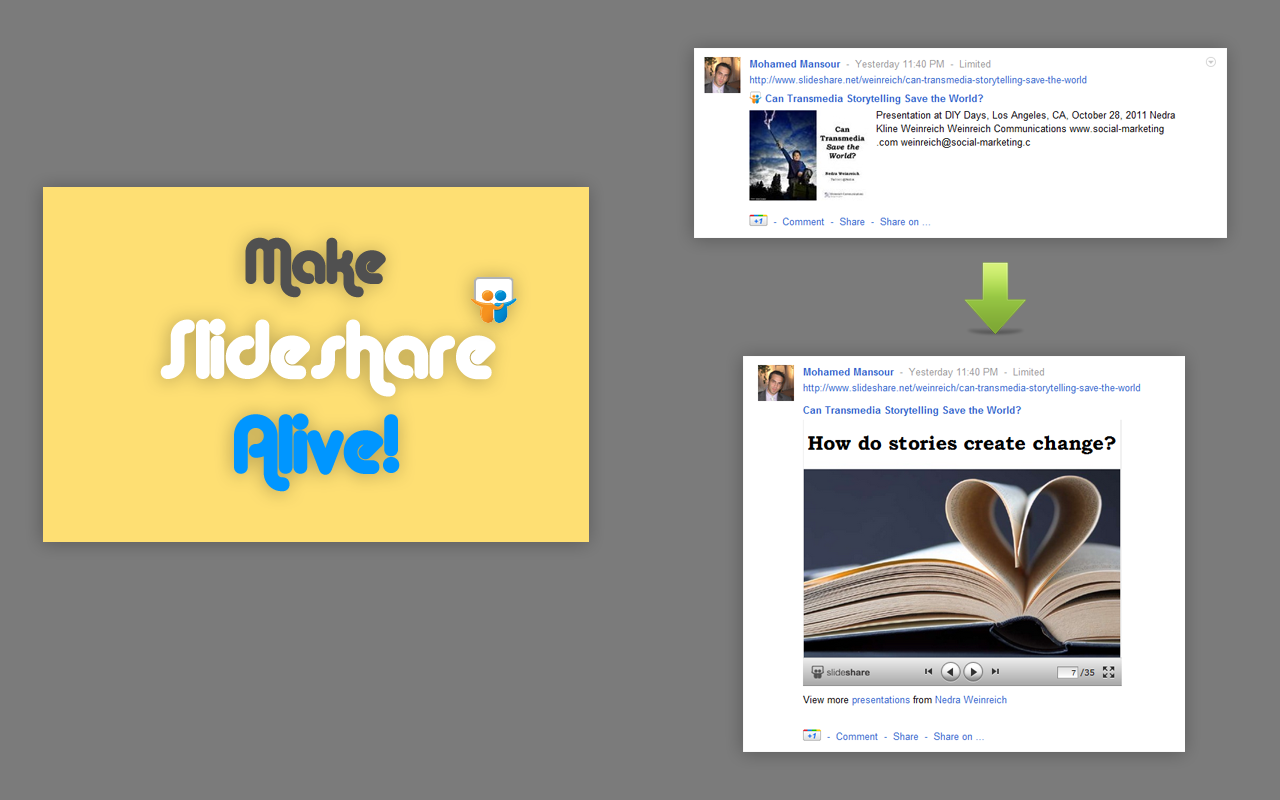 Make
Slideshare
Alive!
Mohamed Mansour - Yesterday 11:40 PM - Limited
http://www.slideshare.net/weinreich/can-transmedia-storytelling-save-the-world
Can Transmedia Storytelling Save the World?
Can
Transmedia
Save the
World?
Nedra Weinreich
Presentation at DIY Days, Los Angeles, CA, October 28, 2011 Nedra
Kline Weinreich Weinreich Communications www.social-marketing
.com weinreich@social-marketing.c
+1 - Comment - Share - Share on ...
Mohamed Mansour - Yesterday 11:40 PM - Limited
http://www.slideshare.net/weinreich/can-transmedia-storytelling-save-the-world
Can Transmedia Storytelling Save the World?
How do stories create change?
slideshare 7 /35
View more presentations from Nedra Weinreich
+1 - Comment - Share - Share on ...